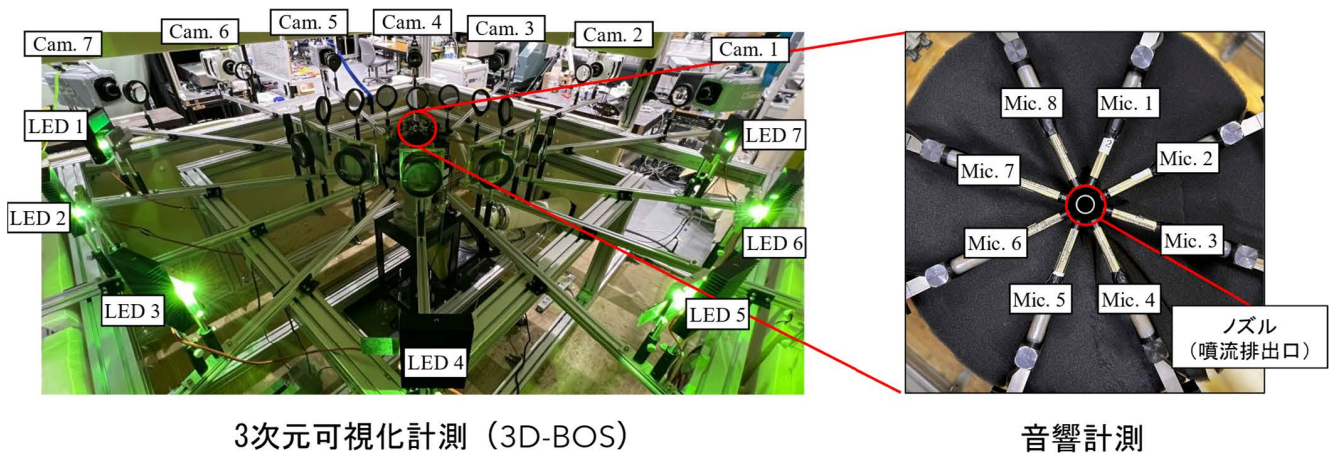 Cam. 7
Cam. 6
Cam. 5
Cam. 4
Cam. 3
Cam. 2
Cam. 1
LED 1
LED 2
LED 3
LED 4
LED 5
LED 6
LED 7
3次元可視化計測（3D-BOS）
Mic. 8
Mic. 1
Mic. 7
Mic. 2
Mic. 6
Mic. 3
Mic. 5
Mic. 4
2
ノズル
（噴流排出口）
音響計測